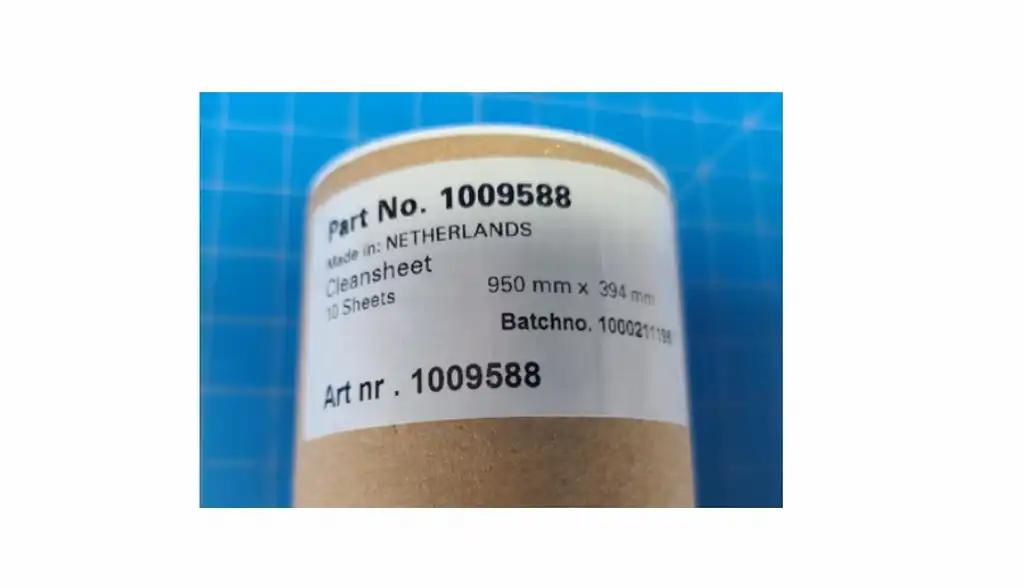 Part No. 1009588
Made in: NETHERLANDS
Cleansheet
10 Sheets
950 mm x 394 mm
Batchno.
Art nr . 1009588